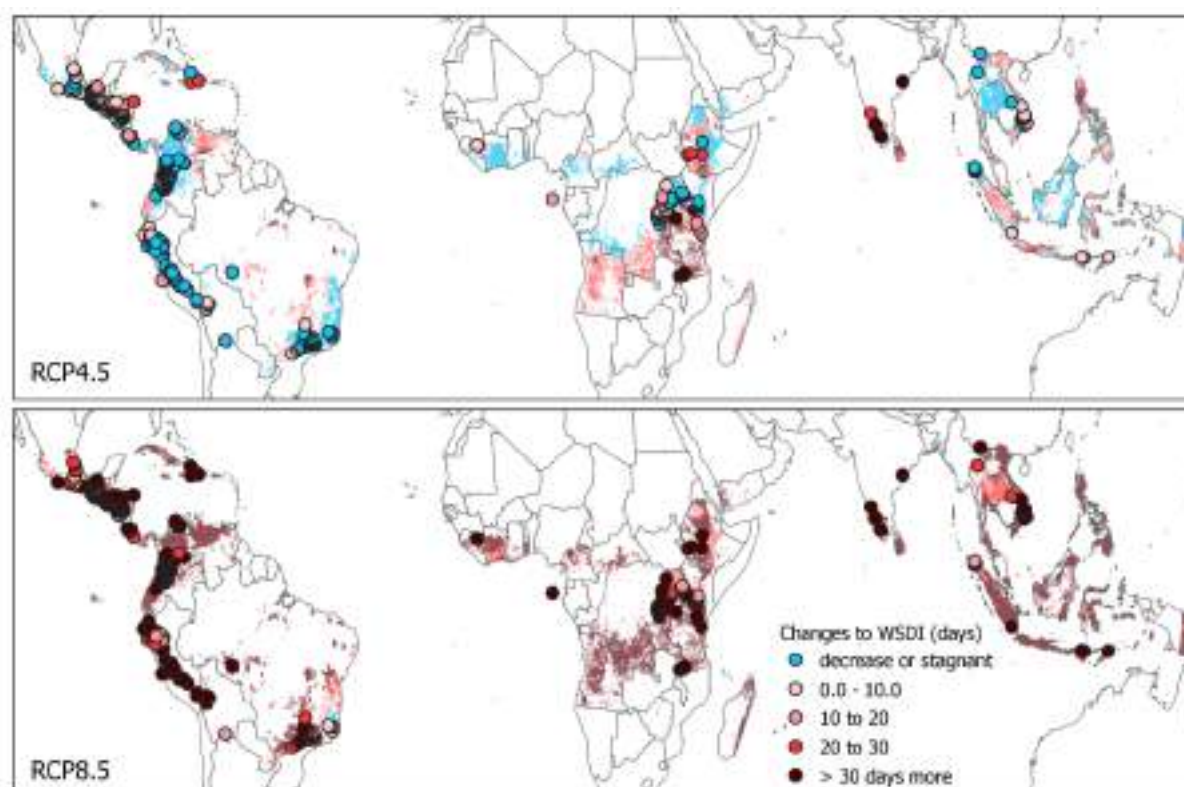 RCP4.5
Changes to WSDI (days)
decrease or stagnant
0.0 - 10.0
10 to 20
20 to 30
> 30 days more
RCP8.5